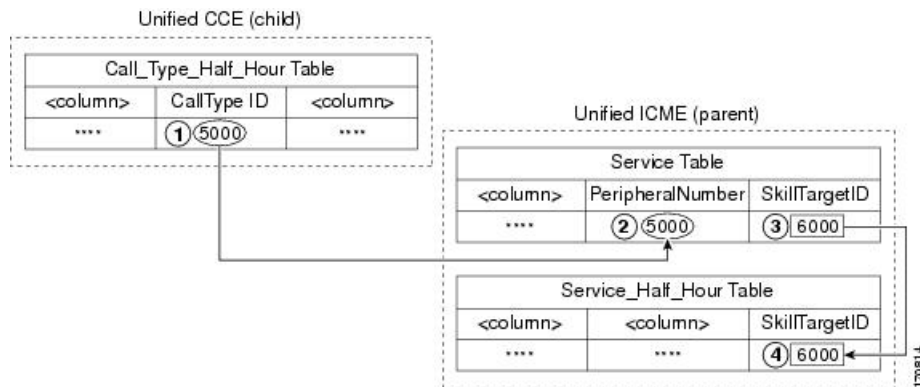 Unified CCE (child)
Call_Type_Half_Hour Table
<column> CallType ID <column>
**** 1 5000 ****
Unified ICME (parent)
Service Table
<column> PeripheralNumber SkillTargetID
**** 2 5000 3 6000
Service_Half_Hour Table
<column> <column> SkillTargetID
**** **** 4 6000